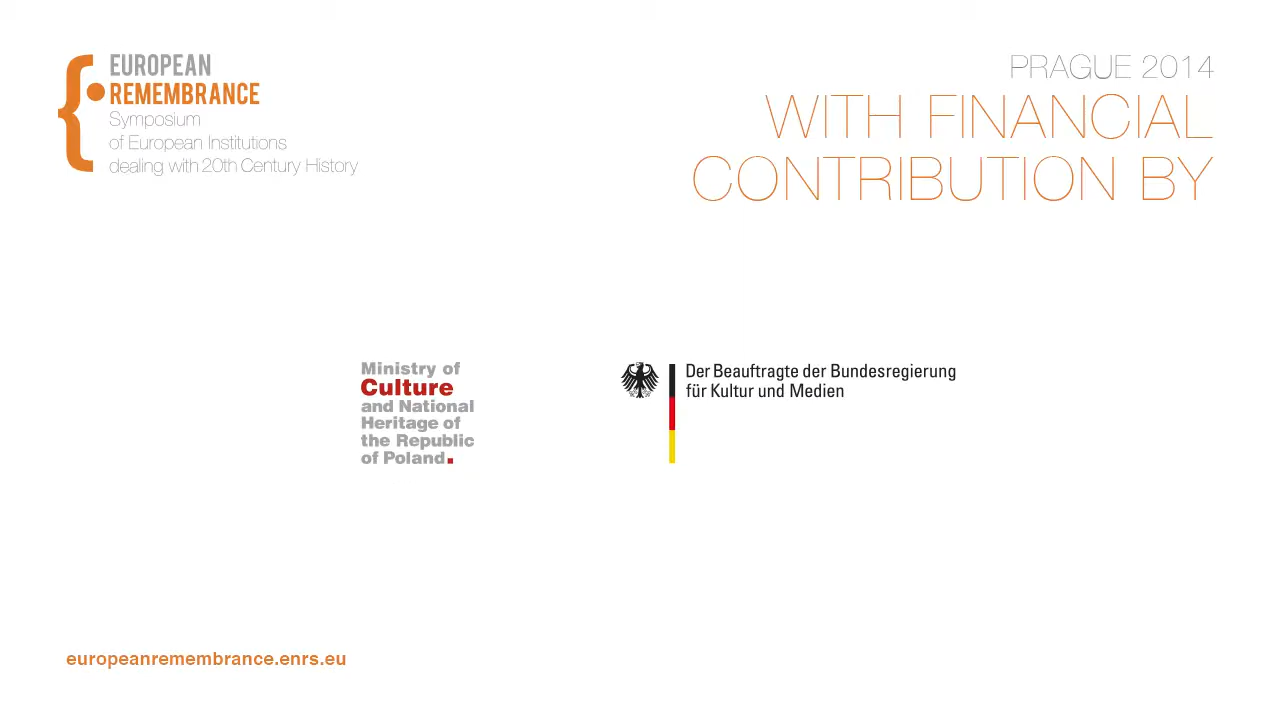 EUROPEAN
REMEMBRANCE
Symposium
of European Institutions
dealing with 20th Century History
PRAGUE 2014
WITH FINANCIAL
CONTRIBUTION BY
Ministry of
Culture
and National
Heritage of
the Republic
of Poland.
Der Beauftragte der Bundesregierung
für Kultur und Medien
europeanremembrance.enrs.eu